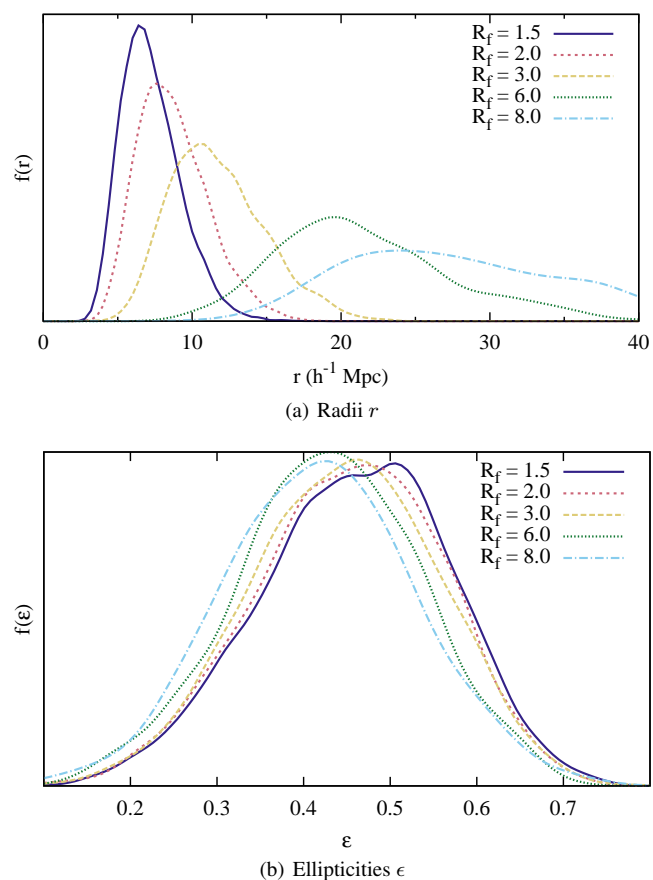 R_f = 1.5
R_f = 2.0
R_f = 3.0
R_f = 6.0
R_f = 8.0
f(r)
0 10 20 30 40
r (h^-1 Mpc)
(a) Radii r
R_f = 1.5
R_f = 2.0
R_f = 3.0
R_f = 6.0
R_f = 8.0
f(ε)
0.2 0.3 0.4 0.5 0.6 0.7
ε
(b) Ellipticities ϵ